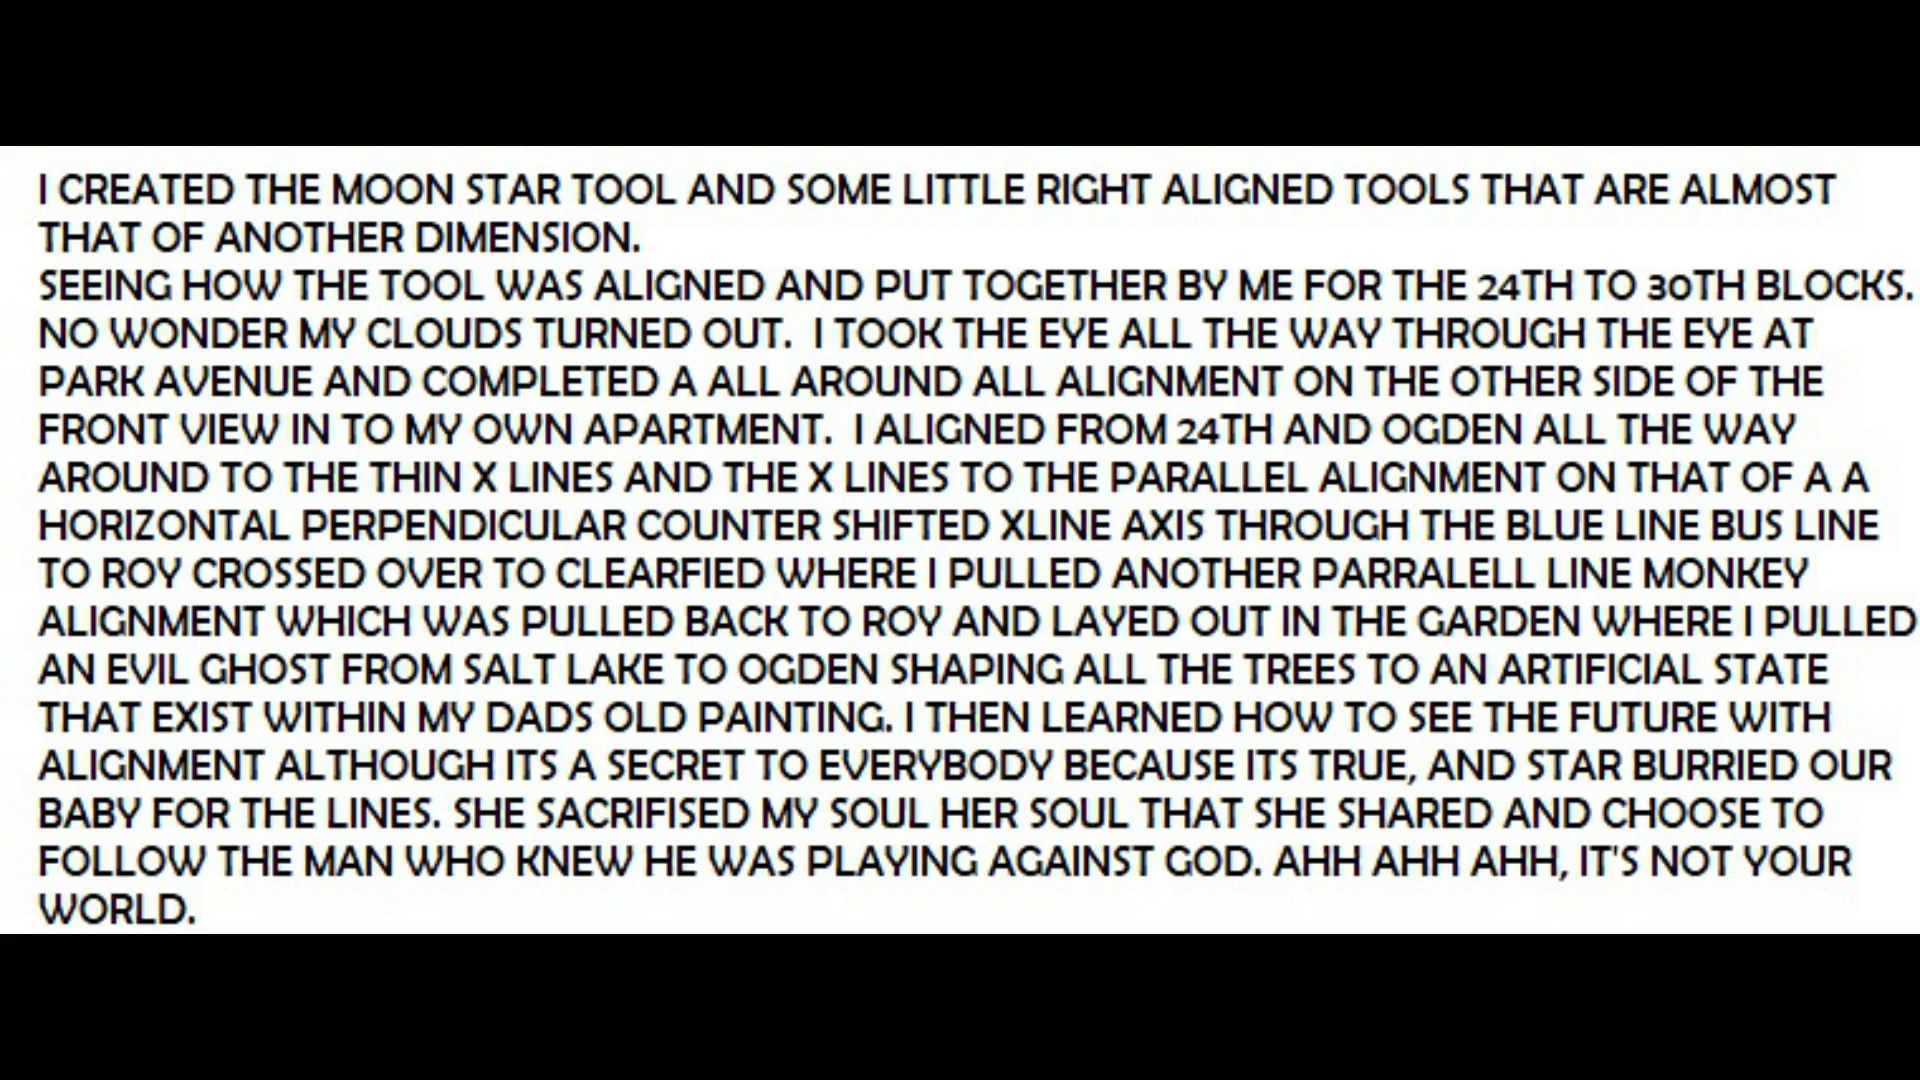 I CREATED THE MOON STAR TOOL AND SOME LITTLE RIGHT ALIGNED TOOLS THAT ARE ALMOST
THAT OF ANOTHER DIMENSION.
SEEING HOW THE TOOL WAS ALIGNED AND PUT TOGETHER BY ME FOR THE 24TH TO 30TH BLOCKS.
NO WONDER MY CLOUDS TURNED OUT.  I TOOK THE EYE ALL THE WAY THROUGH THE EYE AT
PARK AVENUE AND COMPLETED A ALL AROUND ALL ALIGNMENT ON THE OTHER SIDE OF THE
FRONT VIEW IN TO MY OWN APARTMENT.  I ALIGNED FROM 24TH AND OGDEN ALL THE WAY
AROUND TO THE THIN X LINES AND THE X LINES TO THE PARALLEL ALIGNMENT ON THAT OF A A
HORIZONTAL PERPENDICULAR COUNTER SHIFTED XLINE AXIS THROUGH THE BLUE LINE BUS LINE
TO ROY CROSSED OVER TO CLEARFIED WHERE I PULLED ANOTHER PARRALELL LINE MONKEY
ALIGNMENT WHICH WAS PULLED BACK TO ROY AND LAYED OUT IN THE GARDEN WHERE I PULLED
AN EVIL GHOST FROM SALT LAKE TO OGDEN SHAPING ALL THE TREES TO AN ARTIFICIAL STATE
THAT EXIST WITHIN MY DADS OLD PAINTING. I THEN LEARNED HOW TO SEE THE FUTURE WITH
ALIGNMENT ALTHOUGH ITS A SECRET TO EVERYBODY BECAUSE ITS TRUE, AND STAR BURRIED OUR
BABY FOR THE LINES. SHE SACRIFISED MY SOUL HER SOUL THAT SHE SHARED AND CHOOSE TO
FOLLOW THE MAN WHO KNEW HE WAS PLAYING AGAINST GOD. AHH AHH AHH, IT'S NOT YOUR
WORLD.